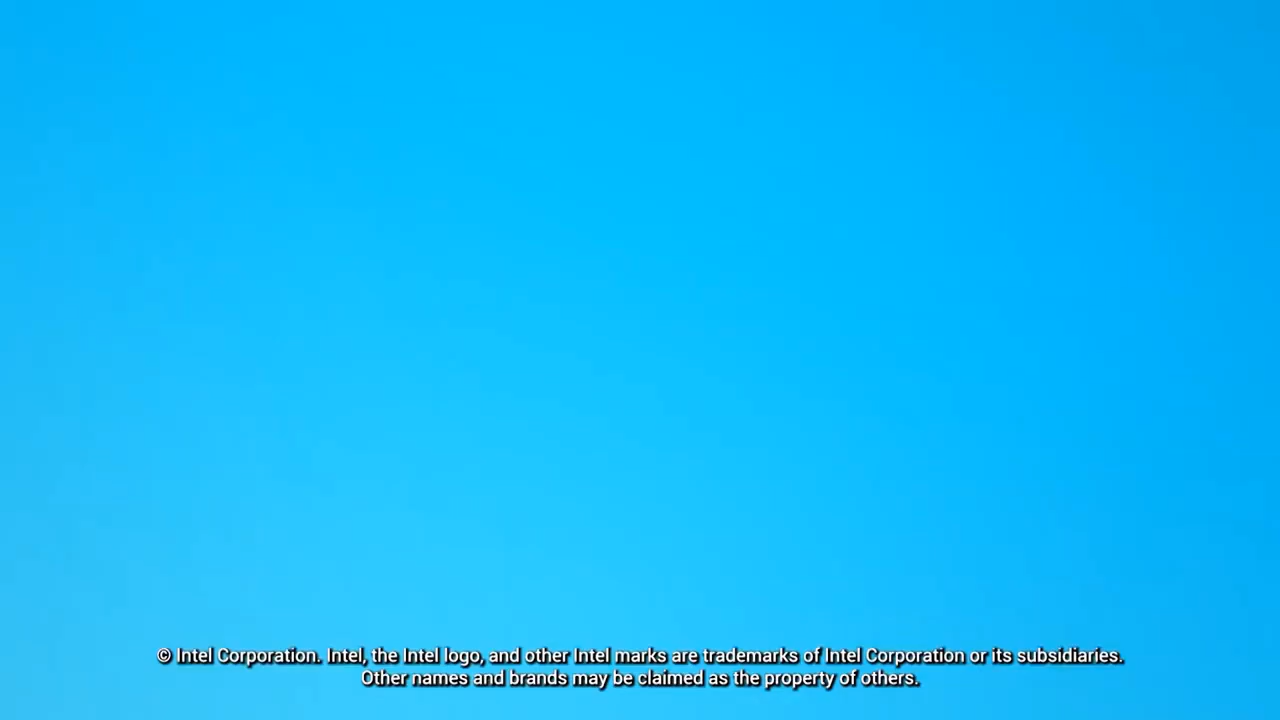 © Intel Corporation. Intel, the Intel logo, and other Intel marks are trademarks of Intel Corporation or its subsidiaries.
Other names and brands may be claimed as the property of others.